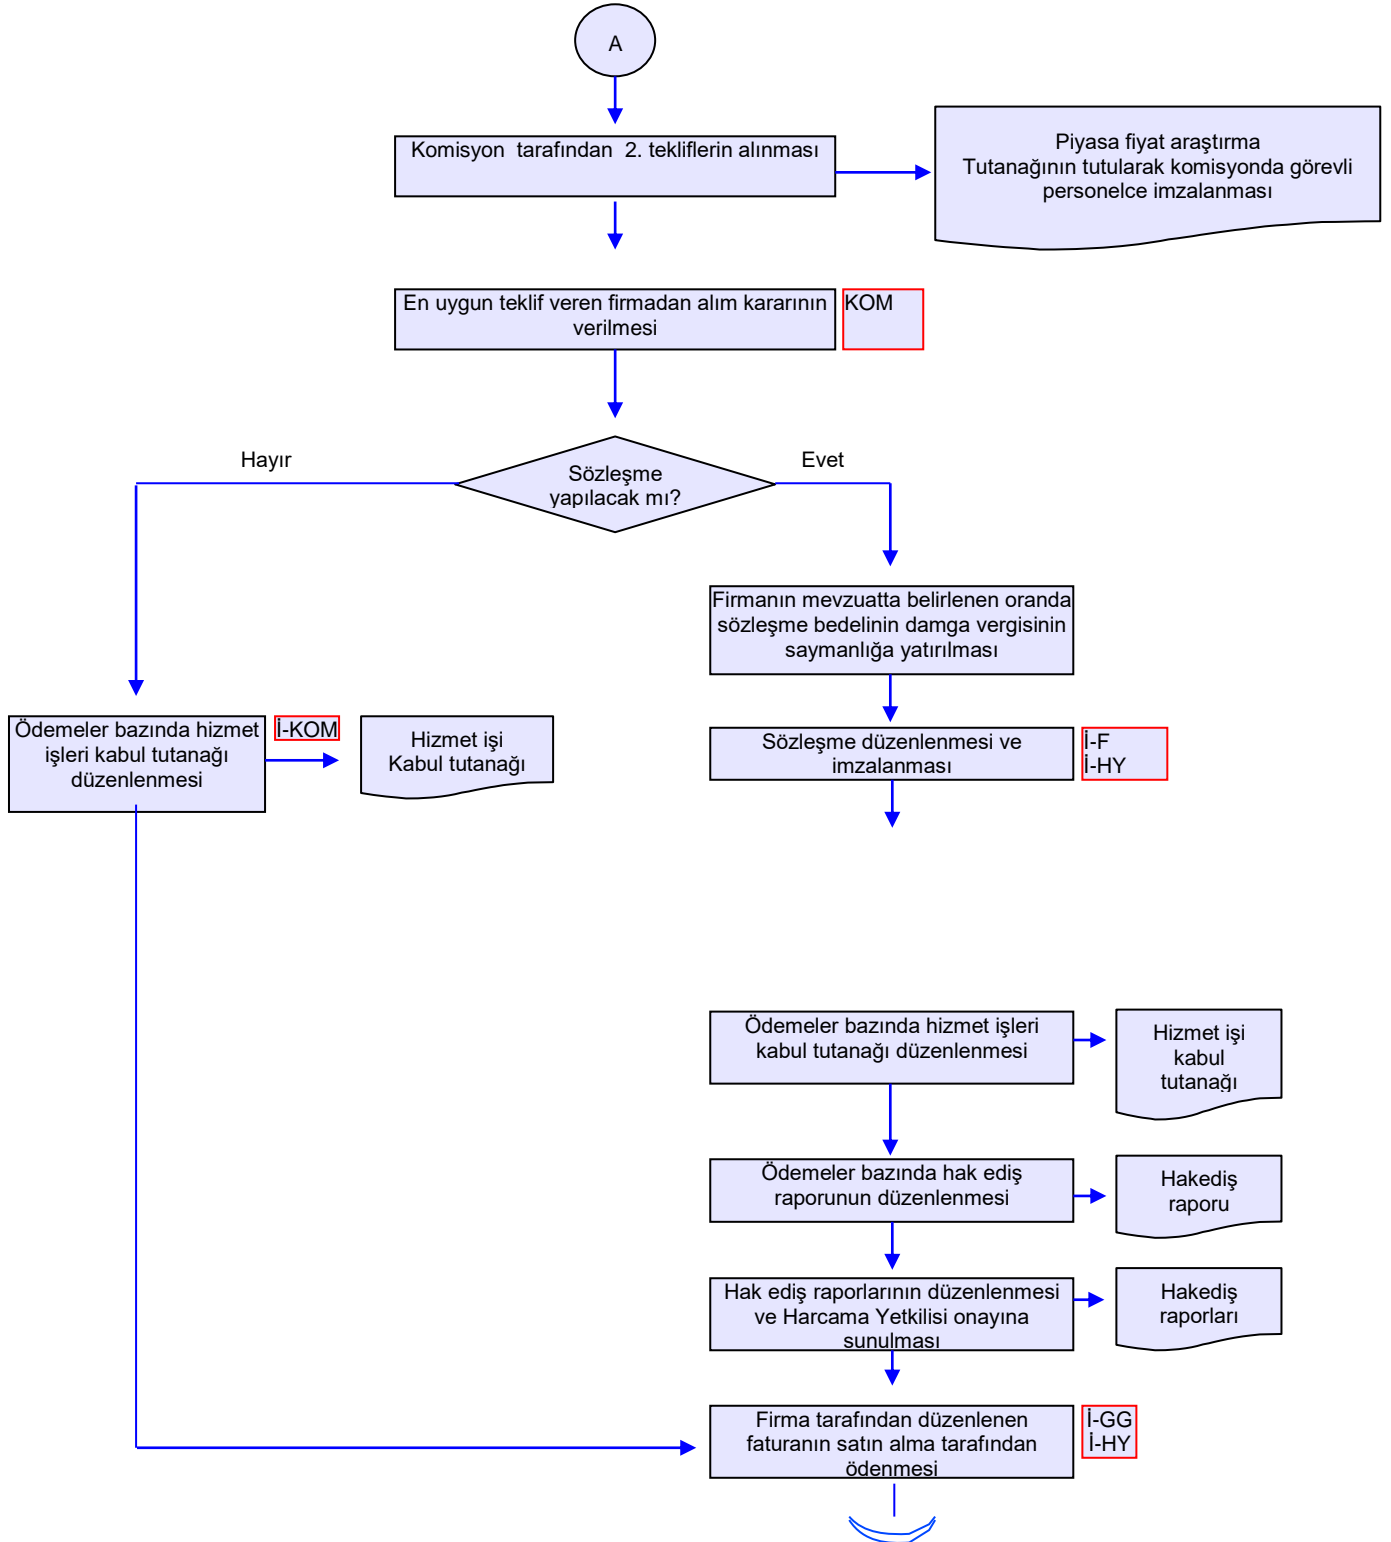 A
Komisyon tarafından 2. tekliflerin alınması
Piyasa fiyat araştırma
Tutanağının tutularak komisyonda görevli
personelce imzalanması
En uygun teklif veren firmadan alım kararının
verilmesi
KOM
Hayır
Sözleşme
yapılacak mı?
Evet
Firmanın mevzuatta belirlenen oranda
sözleşme bedelinin damga vergisinin
saymanlığa yatırılması
Ödemeler bazında hizmet
işleri kabul tutanağı
düzenlenmesi
İ-KOM
Hizmet işi
Kabul tutanağı
Sözleşme düzenlenmesi ve
imzalanması
İ-F
İ-HY
Ödemeler bazında hizmet işleri
kabul tutanağı düzenlenmesi
Hizmet işi
kabul
tutanağı
Ödemeler bazında hak ediş
raporunun düzenlenmesi
Hakediş
raporu
Hak ediş raporlarının düzenlenmesi
ve Harcama Yetkilisi onayına
sunulması
Hakediş
raporları
Firma tarafından düzenlenen
faturanın satın alma tarafından
ödenmesi
İ-GG
İ-HY